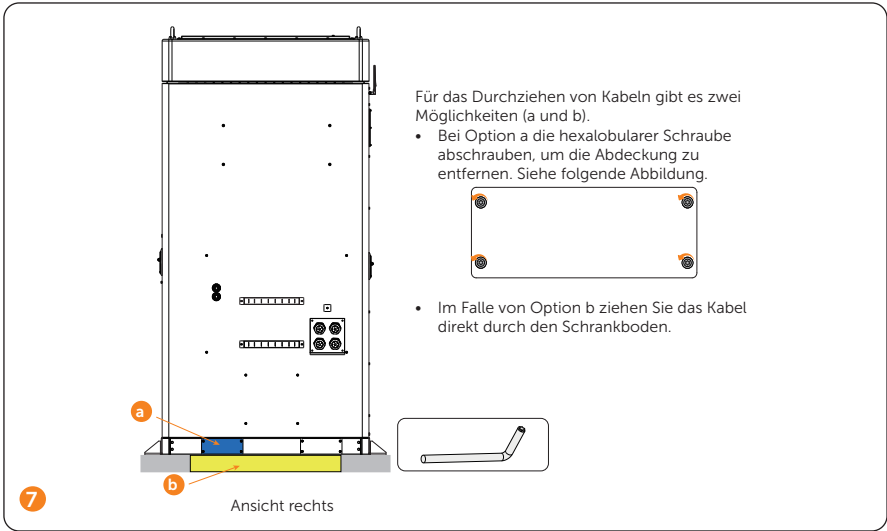 Für das Durchziehen von Kabeln gibt es zwei
Möglichkeiten (a und b).
• Bei Option a die hexalobularer Schraube
abschrauben, um die Abdeckung zu
entfernen. Siehe folgende Abbildung.
• Im Falle von Option b ziehen Sie das Kabel
direkt durch den Schrankboden.
a
b
7
Ansicht rechts